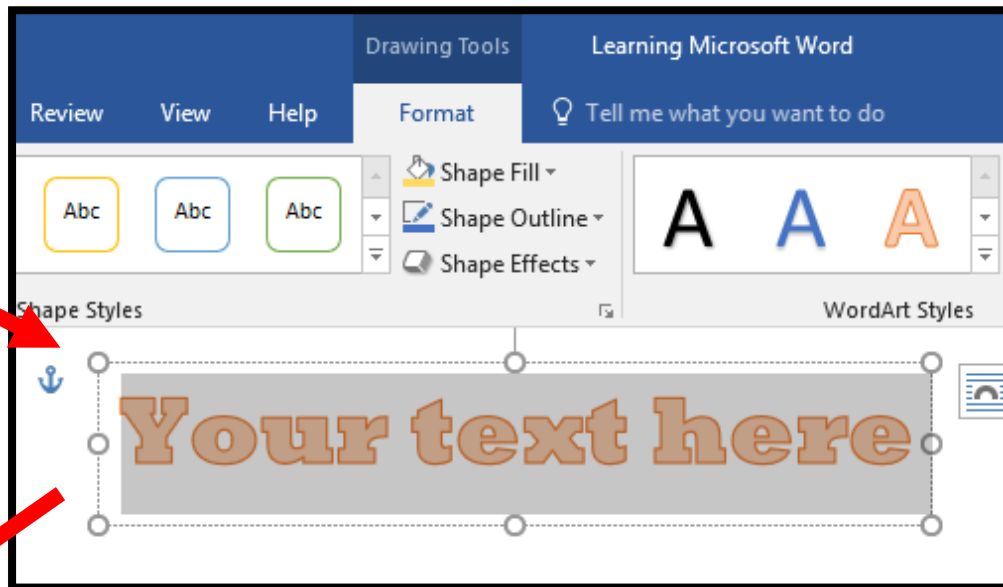 Drawing Tools Learning Microsoft Word
Review View Help Format Tell me what you want to do
Abc Abc Abc Shape Fill A A A
Shape Outline
Shape Effects
Shape Styles WordArt Styles
Your text here